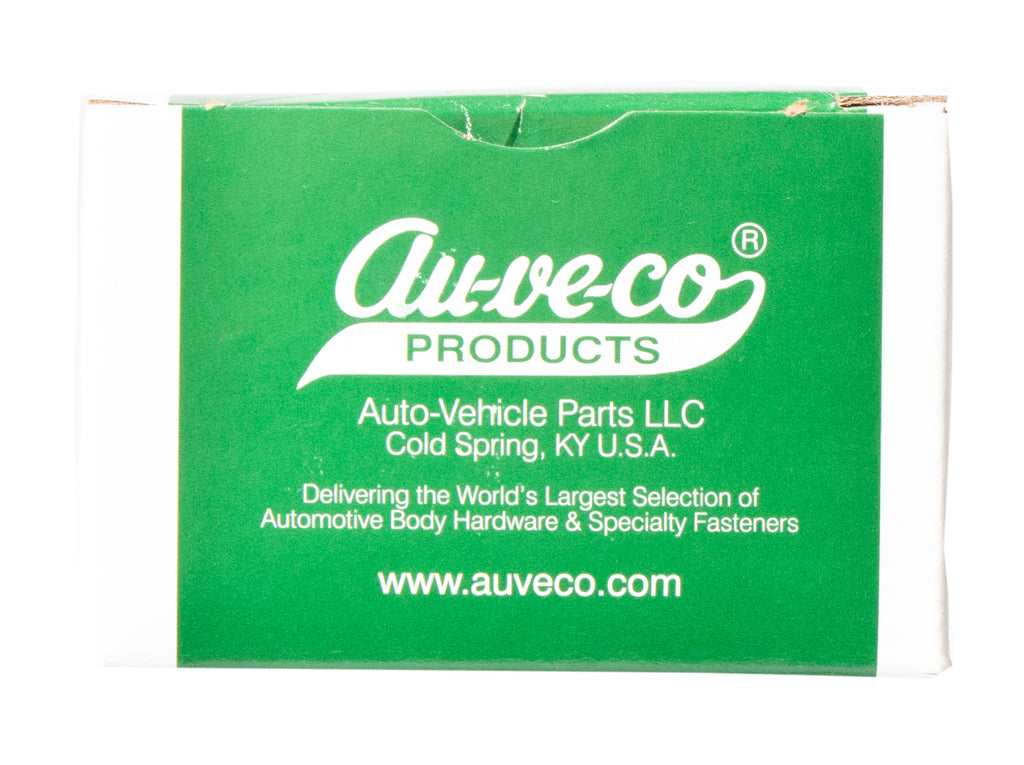 au-ve-co®
PRODUCTS
Auto-Vehicle Parts LLC
Cold Spring, KY U.S.A.
Delivering the World's Largest Selection of
Automotive Body Hardware & Specialty Fasteners
www.auveco.com